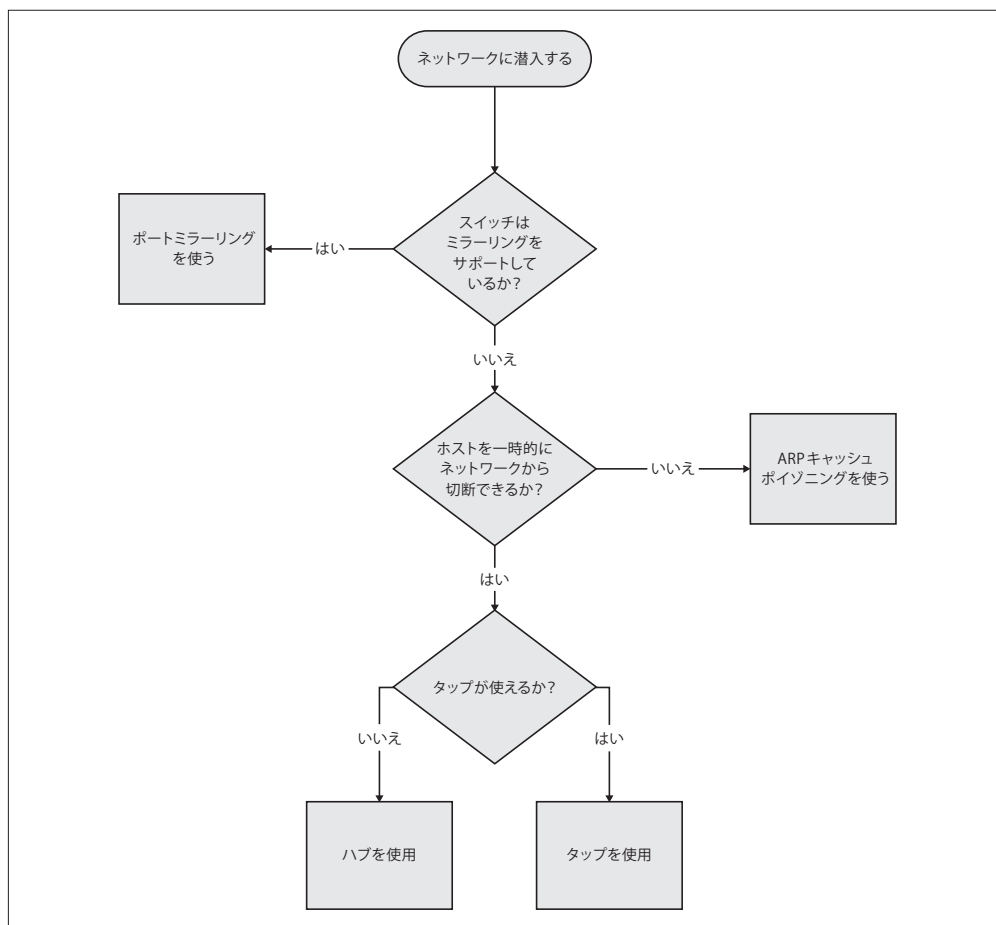 ネットワークに潜入する
スイッチは
ミラーリングを
サポートして
いるか？
はい
ポートミラーリング
を使う
いいえ
ホストを一時的に
ネットワークから
切断できるか？
いいえ
ARPキャッシュ
ポイゾニングを使う
はい
タップが使えるか？
いいえ
はい
ハブを使用
タップを使用